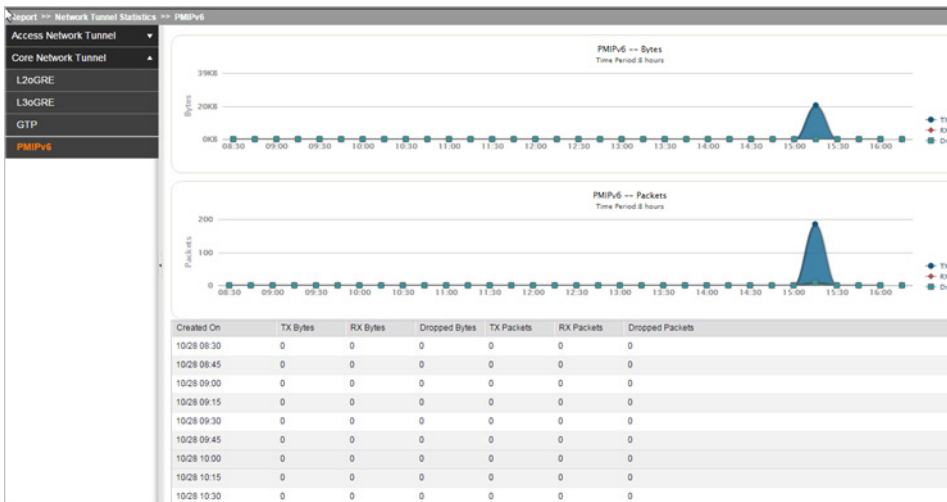 Report >> Network Tunnel Statistics >> PMIPv6
Access Network Tunnel
Core Network Tunnel
L2oGRE
L3oGRE
GTP
PMIPv6
PMIPv6 -- Bytes
Time Period:8 hours
39KB
20KB
0KB
Bytes
08:30 09:00 09:30 10:00 10:30 11:00 11:30 12:00 12:30 13:00 13:30 14:00 14:30 15:00 15:30 16:00
PMIPv6 -- Packets
Time Period:8 hours
200
100
0
Packets
08:30 09:00 09:30 10:00 10:30 11:00 11:30 12:00 12:30 13:00 13:30 14:00 14:30 15:00 15:30 16:00
Created On TX Bytes RX Bytes Dropped Bytes TX Packets RX Packets Dropped Packets
10/28 08:30 0 0 0 0 0 0
10/28 08:45 0 0 0 0 0 0
10/28 09:00 0 0 0 0 0 0
10/28 09:15 0 0 0 0 0 0
10/28 09:30 0 0 0 0 0 0
10/28 09:45 0 0 0 0 0 0
10/28 10:00 0 0 0 0 0 0
10/28 10:15 0 0 0 0 0 0
10/28 10:30 0 0 0 0 0 0